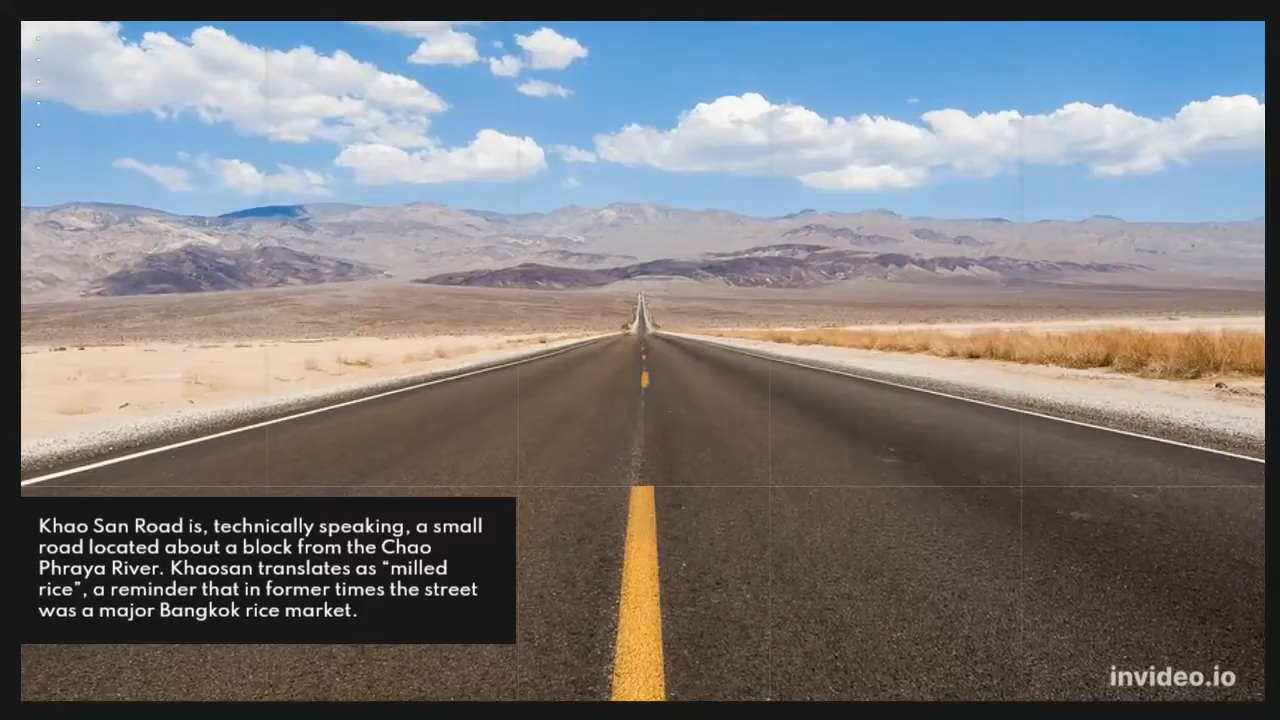 Khao San Road is, technically speaking, a small
road located about a block from the Chao
Phraya River. Khaosan translates as “milled
rice”, a reminder that in former times the street
was a major Bangkok rice market.
invideo.io